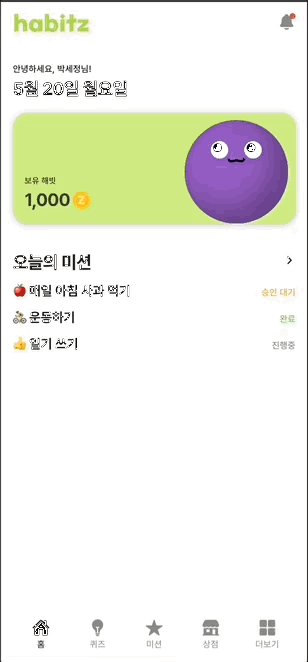 habitz
안녕하세요, 박세정님!
5월 20일 월요일
보유 해빗
1,000 Z
오늘의 미션
매일 아침 사과 먹기 승인 대기
운동하기 완료
일기 쓰기 진행중
홈 퀴즈 미션 상점 더보기